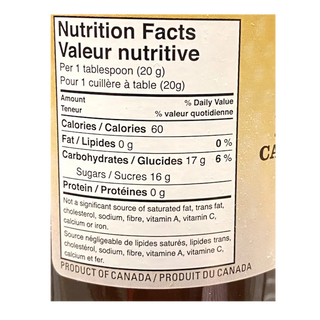 Nutrition Facts
Valeur nutritive
Per 1 tablespoon (20 g)
Pour 1 cuillère à table (20g)
Amount % Daily Value
Teneur % valeur quotidienne
Calories / Calories 60
Fat / Lipides 0 g 0 %
Carbohydrates / Glucides 17 g 6 %
Sugars / Sucres 16 g
Protein / Protéines 0 g
Not a significant source of saturated fat, trans fat,
cholesterol, sodium, fibre, vitamin A, vitamin C,
calcium or iron.
Source négligeable de lipides saturés, lipides trans,
cholestérol, sodium, fibre, vitamine A, vitamine C,
calcium et fer.
PRODUCT OF CANADA / PRODUIT DU CANADA